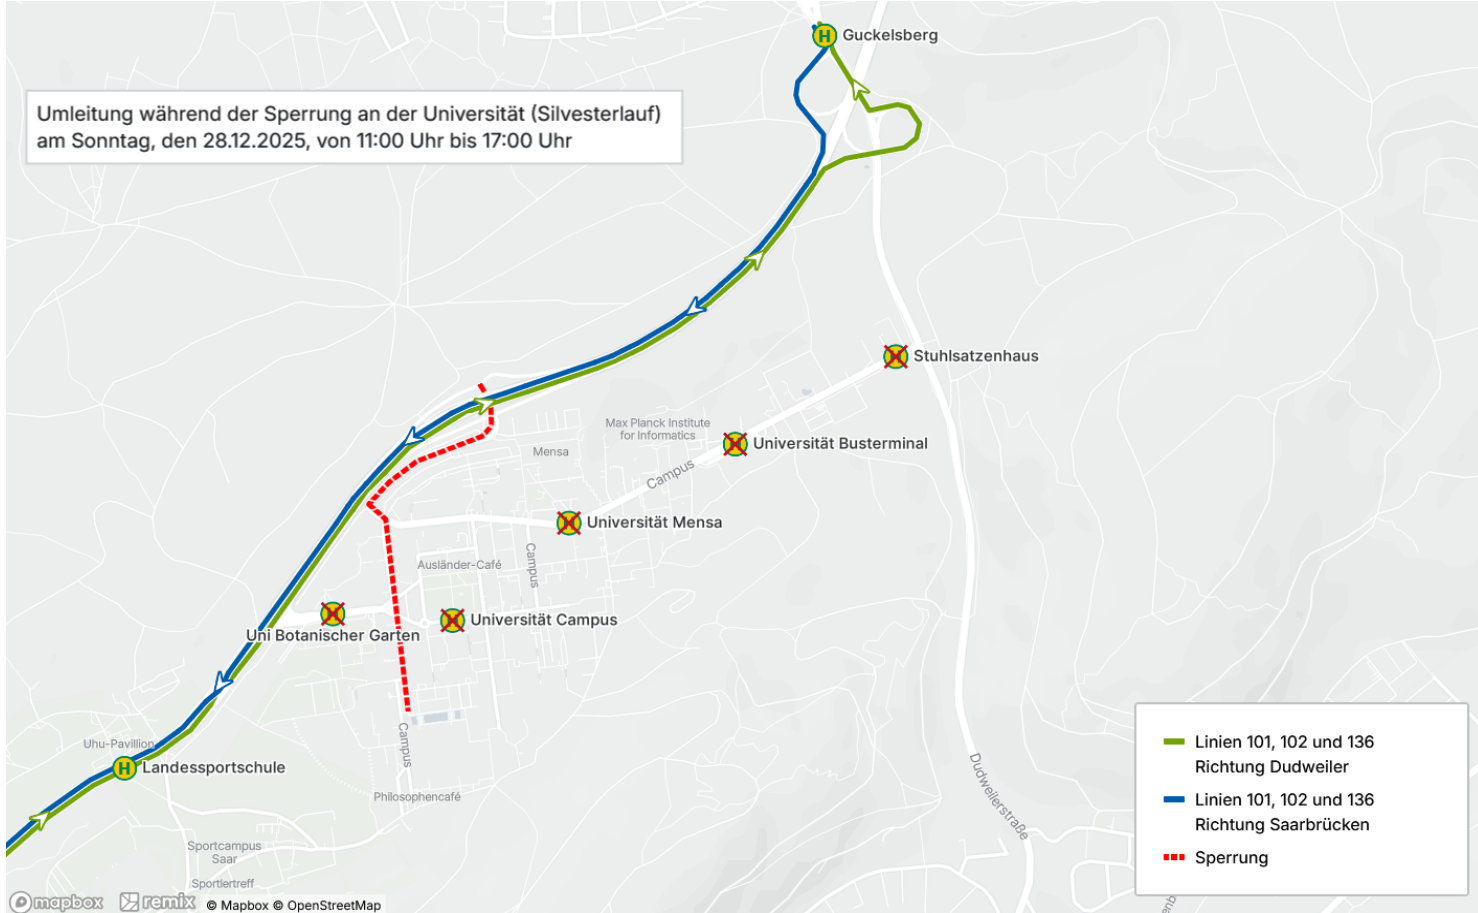 H Guckelsberg
Umleitung während der Sperrung an der Universität (Silvesterlauf)
am Sonntag, den 28.12.2025, von 11:00 Uhr bis 17:00 Uhr
Stuhlsatzenhaus
Max Planck Institute
for Informatics
Mensa
Universität Busterminal
Campus
Universität Mensa
Ausländer-Café
Campus
Universität Campus
Uni Botanischer Garten
Campus
Uhu-Pavillion
H Landessportschule
Philosophencafé
Dudweilerstraße
Linien 101, 102 und 136
Richtung Dudweiler
Linien 101, 102 und 136
Richtung Saarbrücken
Sperrung
Sportcampus
Saar
Sportlertreff
mapbox remix © Mapbox © OpenStreetMap